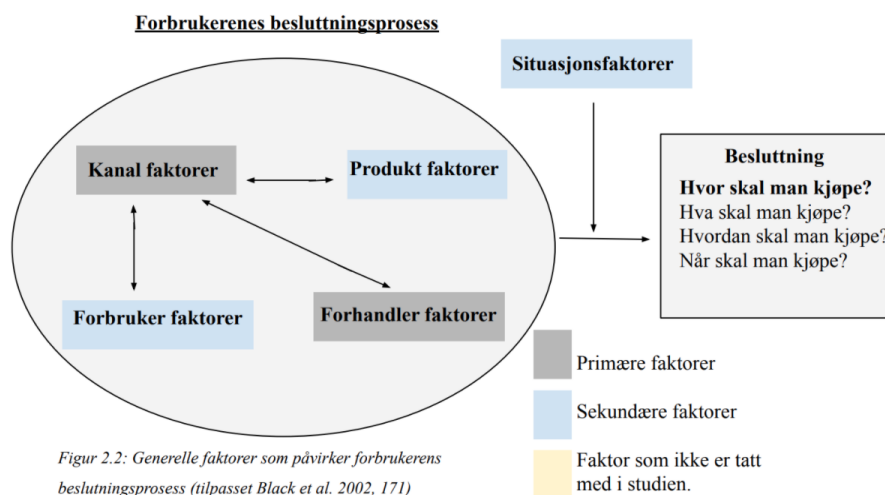 Forbrukerenes besluttningsprosess
Situasjonsfaktorer
Kanal faktorer
Produkt faktorer
Forbruker faktorer
Forhandler faktorer
Besluttning
Hvor skal man kjøpe?
Hva skal man kjøpe?
Hvordan skal man kjøpe?
Når skal man kjøpe?
Primære faktorer
Sekundære faktorer
Faktor som ikke er tatt
med i studien.
Figur 2.2: Generelle faktorer som påvirker forbrukerens
beslutningsprosess (tilpasset Black et al. 2002, 171)